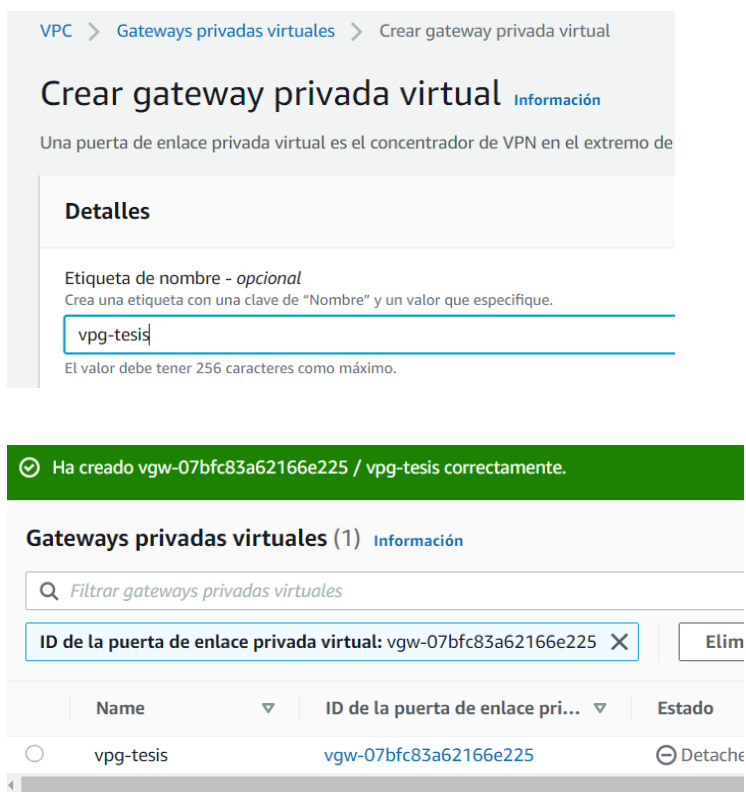 VPC > Gateways privadas virtuales > Crear gateway privada virtual
Crear gateway privada virtual Información
Una puerta de enlace privada virtual es el concentrador de VPN en el extremo de
Detalles
Etiqueta de nombre - opcional
Crea una etiqueta con una clave de “Nombre” y un valor que especifique.
vpg-tesis
El valor debe tener 256 caracteres como máximo.
Ha creado vgw-07bfc83a62166e225 / vpg-tesis correctamente.
Gateways privadas virtuales (1) Información
Filtrar gateways privadas virtuales
ID de la puerta de enlace privada virtual: vgw-07bfc83a62166e225 Elim
Name ID de la puerta de enlace pri... Estado
vpg-tesis vgw-07bfc83a62166e225 Detache